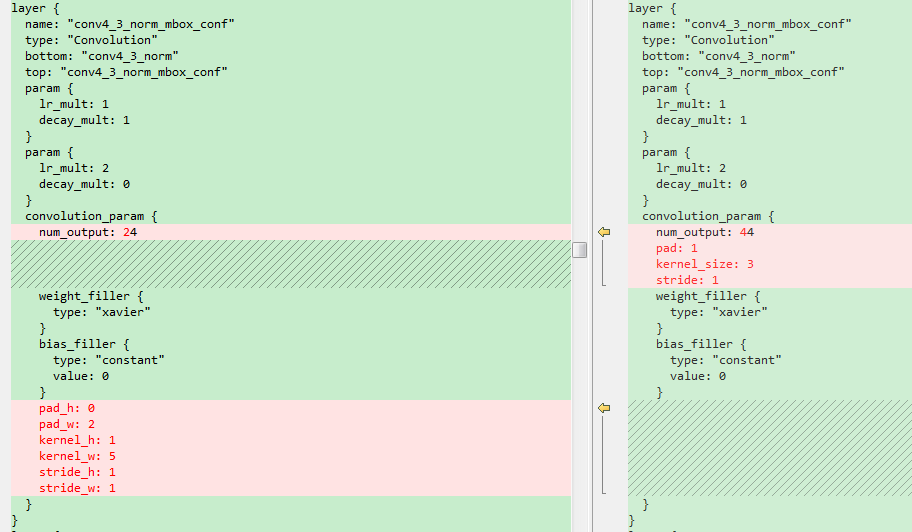 layer {
  name: "conv4_3_norm_mbox_conf"
  type: "Convolution"
  bottom: "conv4_3_norm"
  top: "conv4_3_norm_mbox_conf"
  param {
    lr_mult: 1
    decay_mult: 1
  }
  param {
    lr_mult: 2
    decay_mult: 0
  }
  convolution_param {
    num_output: 24
    weight_filler {
      type: "xavier"
    }
    bias_filler {
      type: "constant"
      value: 0
    }
    pad_h: 0
    pad_w: 2
    kernel_h: 1
    kernel_w: 5
    stride_h: 1
    stride_w: 1
  }
}
layer {
  name: "conv4_3_norm_mbox_conf"
  type: "Convolution"
  bottom: "conv4_3_norm"
  top: "conv4_3_norm_mbox_conf"
  param {
    lr_mult: 1
    decay_mult: 1
  }
  param {
    lr_mult: 2
    decay_mult: 0
  }
  convolution_param {
    num_output: 44
    pad: 1
    kernel_size: 3
    stride: 1
    weight_filler {
      type: "xavier"
    }
    bias_filler {
      type: "constant"
      value: 0
    }
  }
}